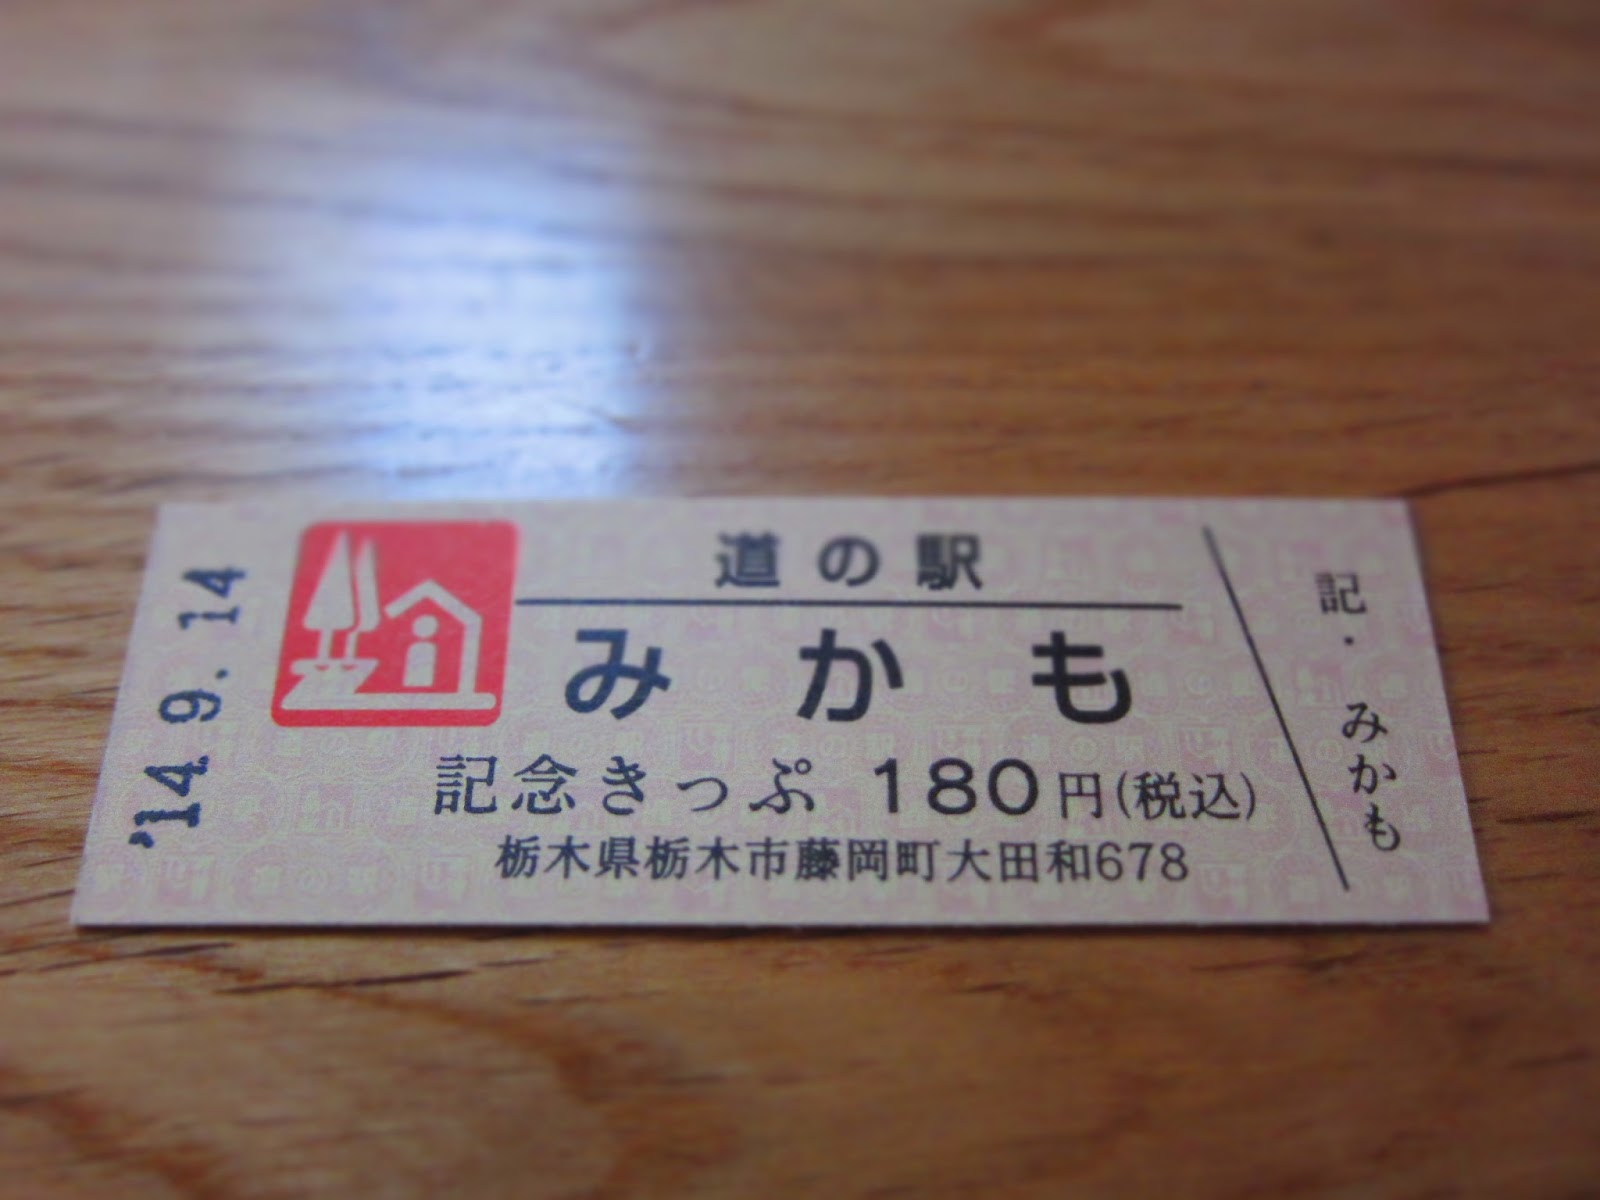 '14.9.14
道の駅
みかも
記念きっぷ 180円(税込)
栃木県栃木市藤岡町大田和678
記・みかも